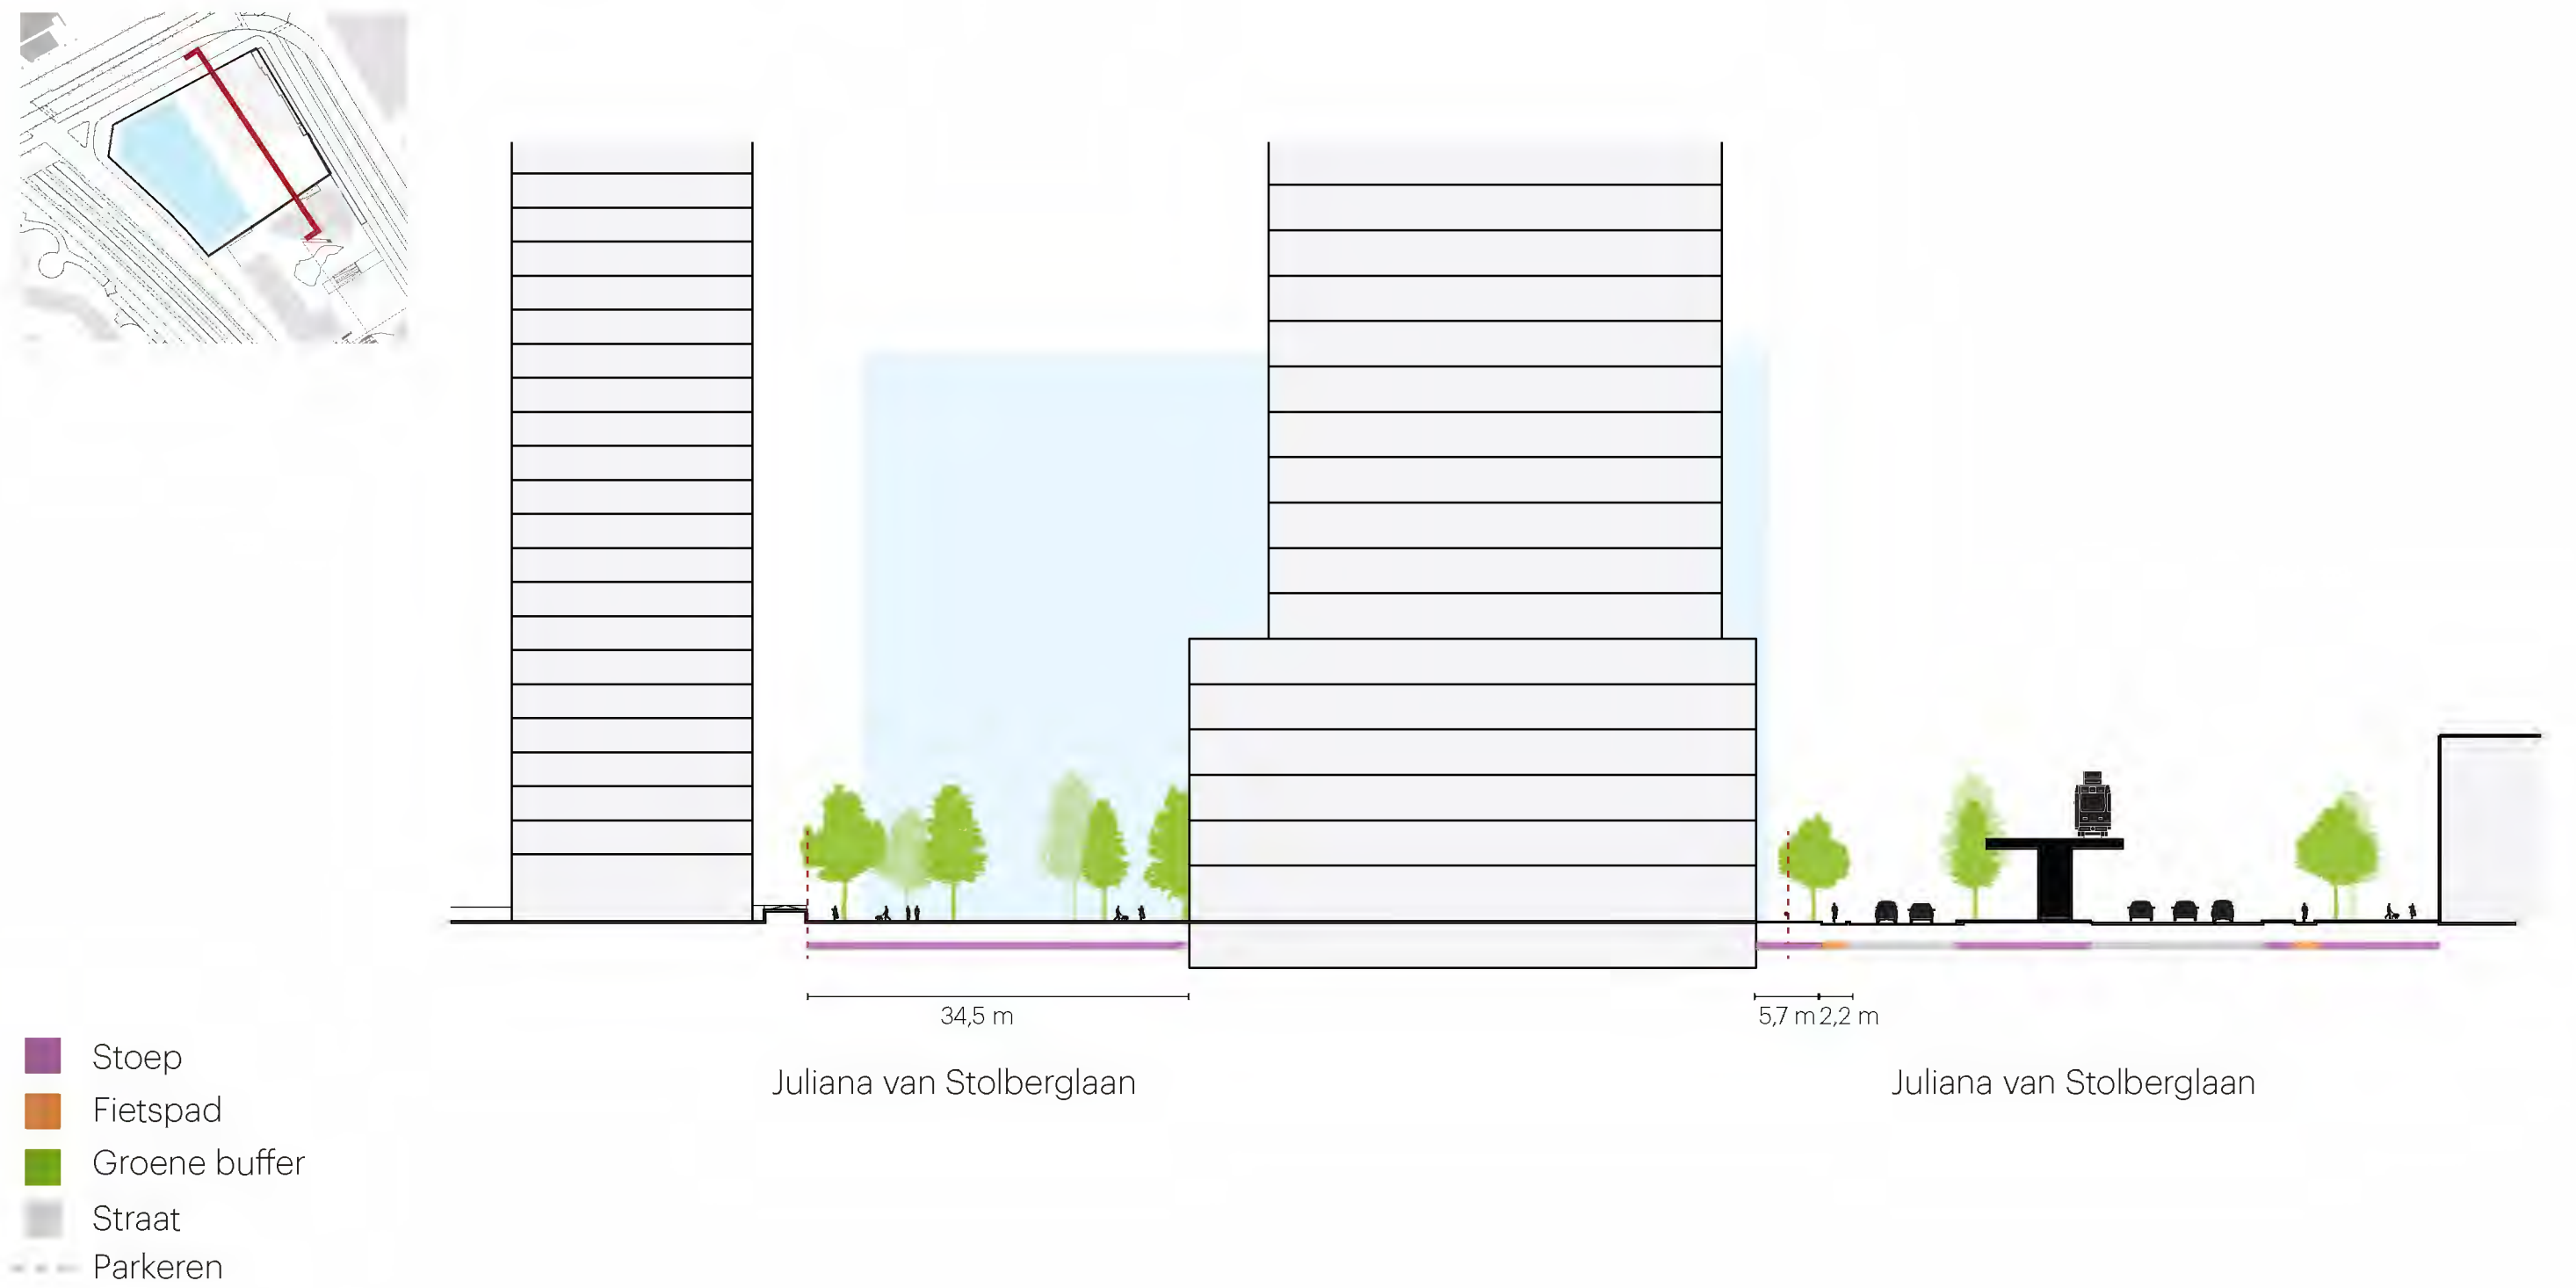 34,5 m
5,7 m 2,2 m
Juliana van Stolberglaan
Juliana van Stolberglaan
Stoep
Fietspad
Groene buffer
Straat
Parkeren